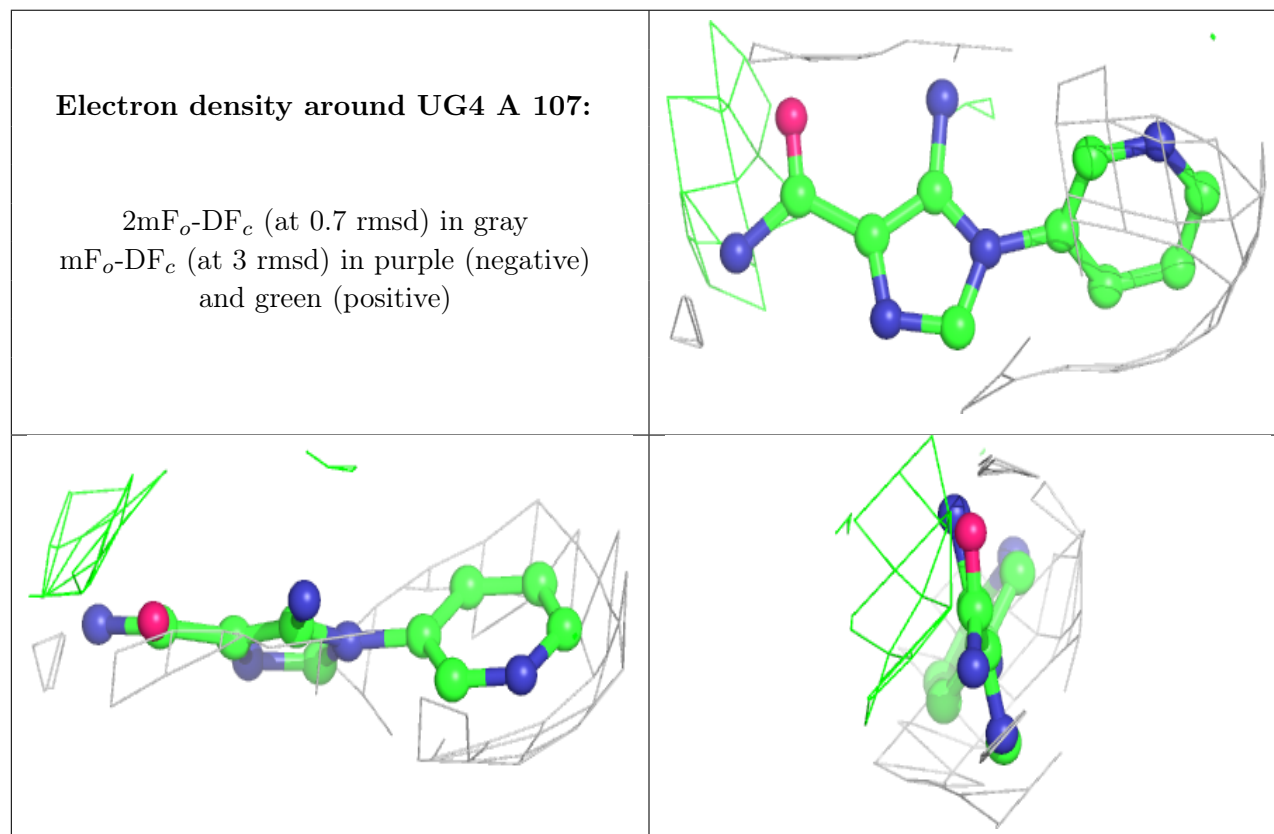 Electron density around UG4 A 107:
2mFo-DFc (at 0.7 rmsd) in gray
mFo-DFc (at 3 rmsd) in purple (negative)
and green (positive)